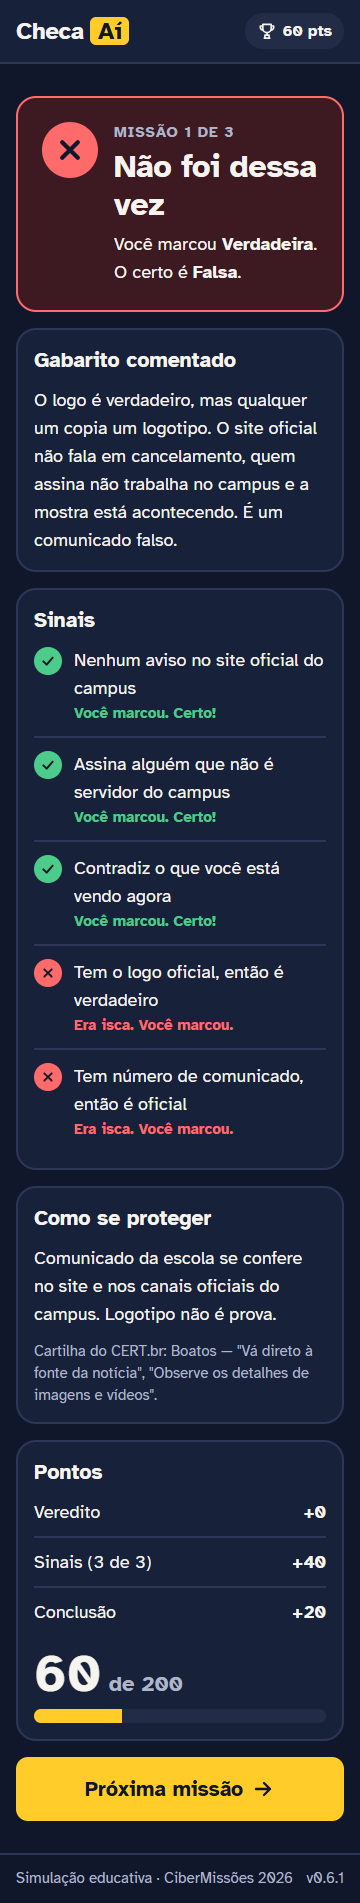 Checa Aí
60 pts
MISSÃO 1 DE 3
Não foi dessa
vez
Você marcou Verdadeira.
O certo é Falsa.
Gabarito comentado
O logo é verdadeiro, mas qualquer
um copia um logotipo. O site oficial
não fala em cancelamento, quem
assina não trabalha no campus e a
mostra está acontecendo. É um
comunicado falso.
Sinais
Nenhum aviso no site oficial do
campus
Você marcou. Certo!
Assina alguém que não é
servidor do campus
Você marcou. Certo!
Contradiz o que você está
vendo agora
Você marcou. Certo!
Tem o logo oficial, então é
verdadeiro
Era isca. Você marcou.
Tem número de comunicado,
então é oficial
Era isca. Você marcou.
Como se proteger
Comunicado da escola se confere
no site e nos canais oficiais do
campus. Logotipo não é prova.
Cartilha do CERT.br: Boatos — "Vá direto à
fonte da notícia", "Observe os detalhes de
imagens e vídeos".
Pontos
Veredito +0
Sinais (3 de 3) +40
Conclusão +20
60 de 200
Próxima missão →
Simulação educativa · CiberMissões 2026 v0.6.1